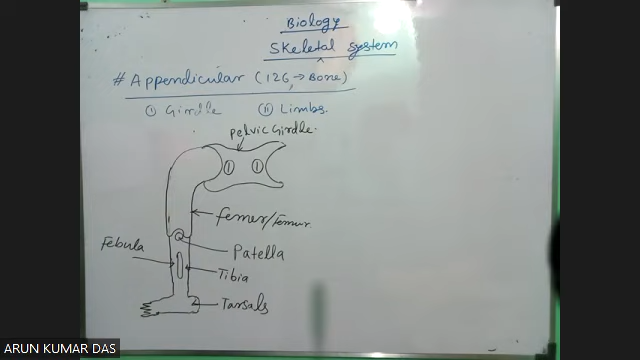 Biology
Skeletal system
# Appendicular (126 → Bone)
(i) Girdle (ii) Limbs
Pelvic Girdle.
Femer/Femur.
Febula
Patella
Tibia
Tarsals
ARUN KUMAR DAS